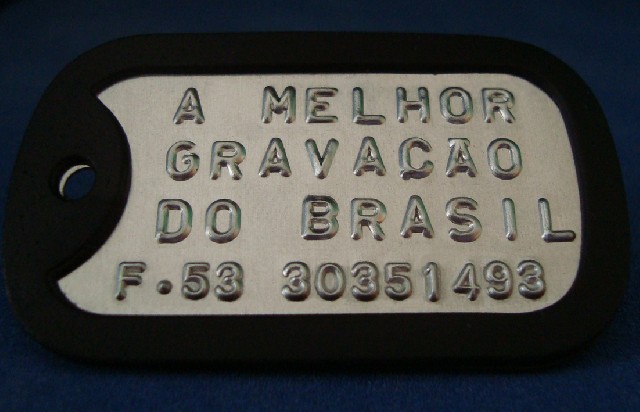 A MELHOR
GRAVACÃO
DO BRASIL
F.53 30351493